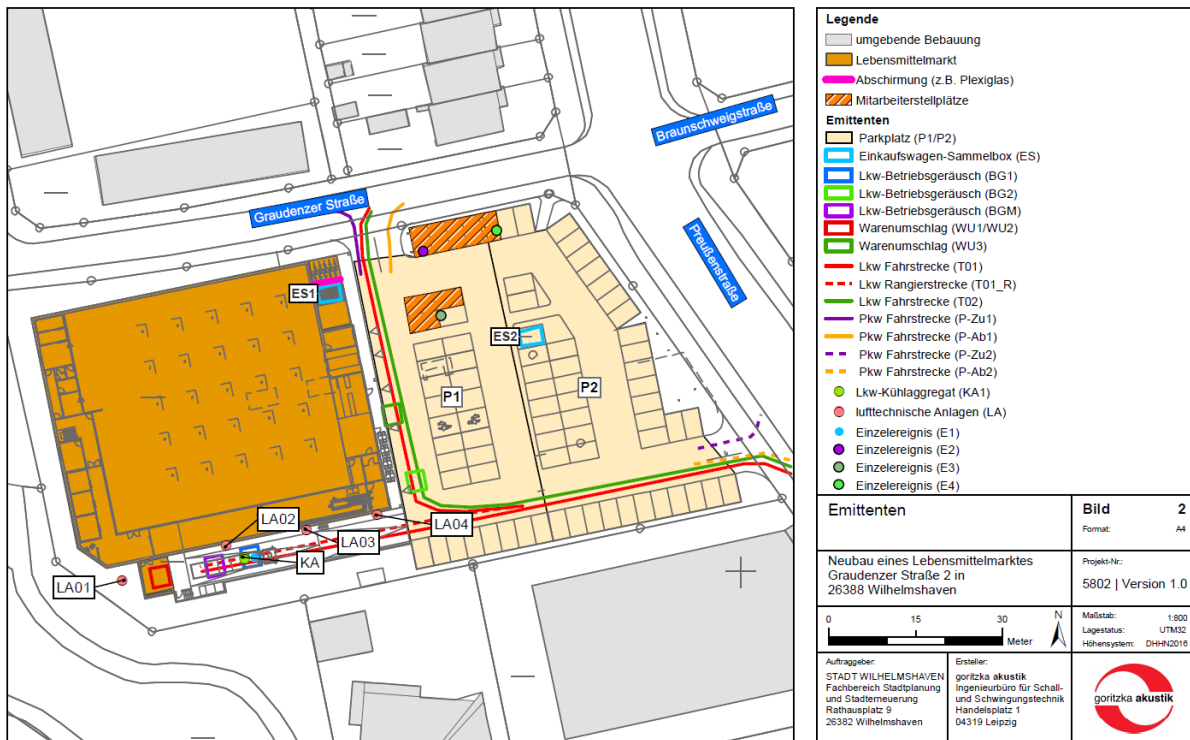 Braunschweigstraße
Graudenzer Straße
Preußenstraße
ES1
ES2
P1
P2
LA02
LA04
LA03
KA
LA01
Legende
umgebende Bebauung
Lebensmittelmarkt
Abschirmung (z.B. Plexiglas)
Mitarbeiterstellplätze
Emittenten
Parkplatz (P1/P2)
Einkaufswagen-Sammelbox (ES)
Lkw-Betriebsgeräusch (BG1)
Lkw-Betriebsgeräusch (BG2)
Lkw-Betriebsgeräusch (BGM)
Warenumschlag (WU1/WU2)
Warenumschlag (WU3)
Lkw Fahrstrecke (T01)
Lkw Rangierstrecke (T01_R)
Lkw Fahrstrecke (T02)
Pkw Fahrstrecke (P-Zu1)
Pkw Fahrstrecke (P-Ab1)
Pkw Fahrstrecke (P-Zu2)
Pkw Fahrstrecke (P-Ab2)
Lkw-Kühlaggregat (KA1)
lufttechnische Anlagen (LA)
Einzelereignis (E1)
Einzelereignis (E2)
Einzelereignis (E3)
Einzelereignis (E4)
Emittenten
Bild 2
Format: A4
Neubau eines Lebensmittelmarktes
Graudenzer Straße 2 in
26388 Wilhelmshaven
Projekt-Nr.:
5802 | Version 1.0
0 15 30
Meter
N
Maßstab: 1:800
Lagestatus: UTM32
Höhensystem: DHHN2016
Auftraggeber:
STADT WILHELMSHAVEN
Fachbereich Stadtplanung
und Stadterneuerung
Rathausplatz 9
26382 Wilhelmshaven
Ersteller:
goritzka akustik
Ingenieurbüro für Schall-
und Schwingungstechnik
Handelsplatz 1
04319 Leipzig
goritzka akustik